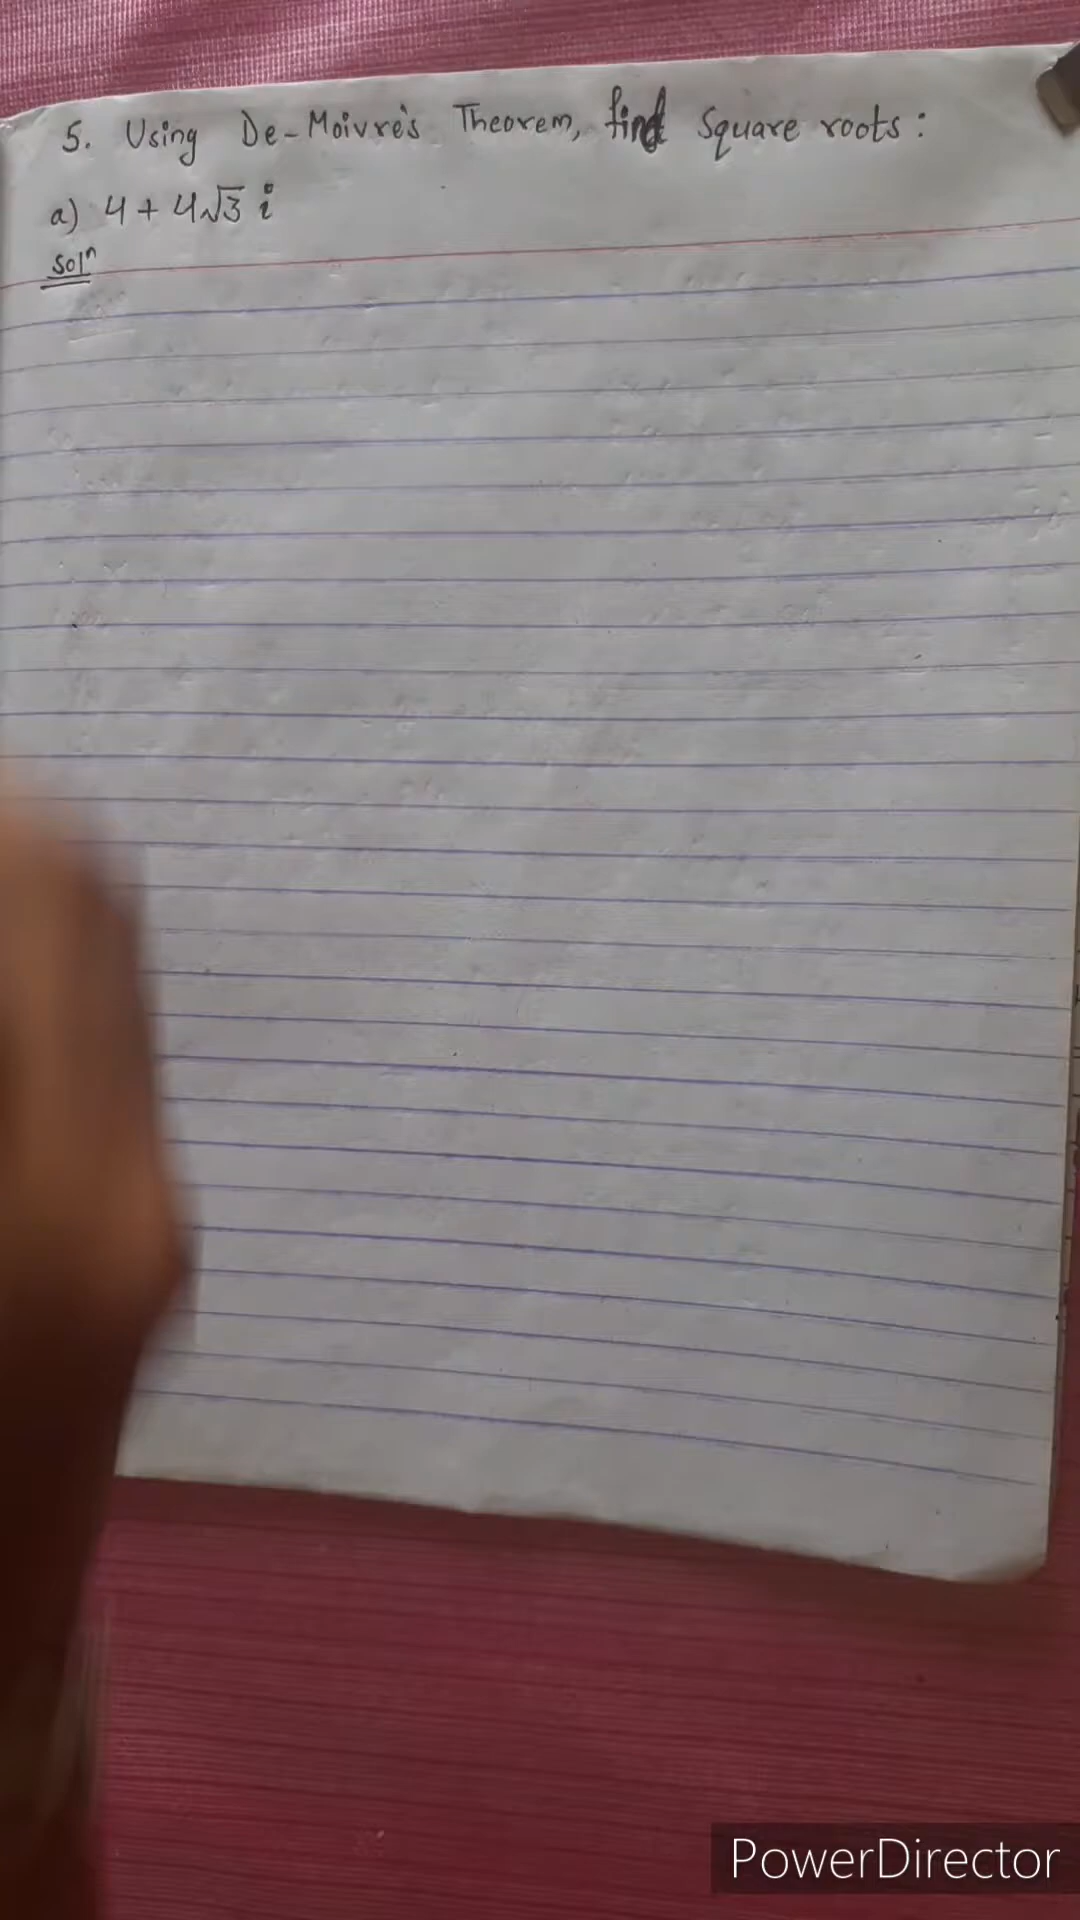 5. Using De-Moivre's Theorem, find Square roots:
a) 4 + 4√3 i
Solⁿ
PowerDirector